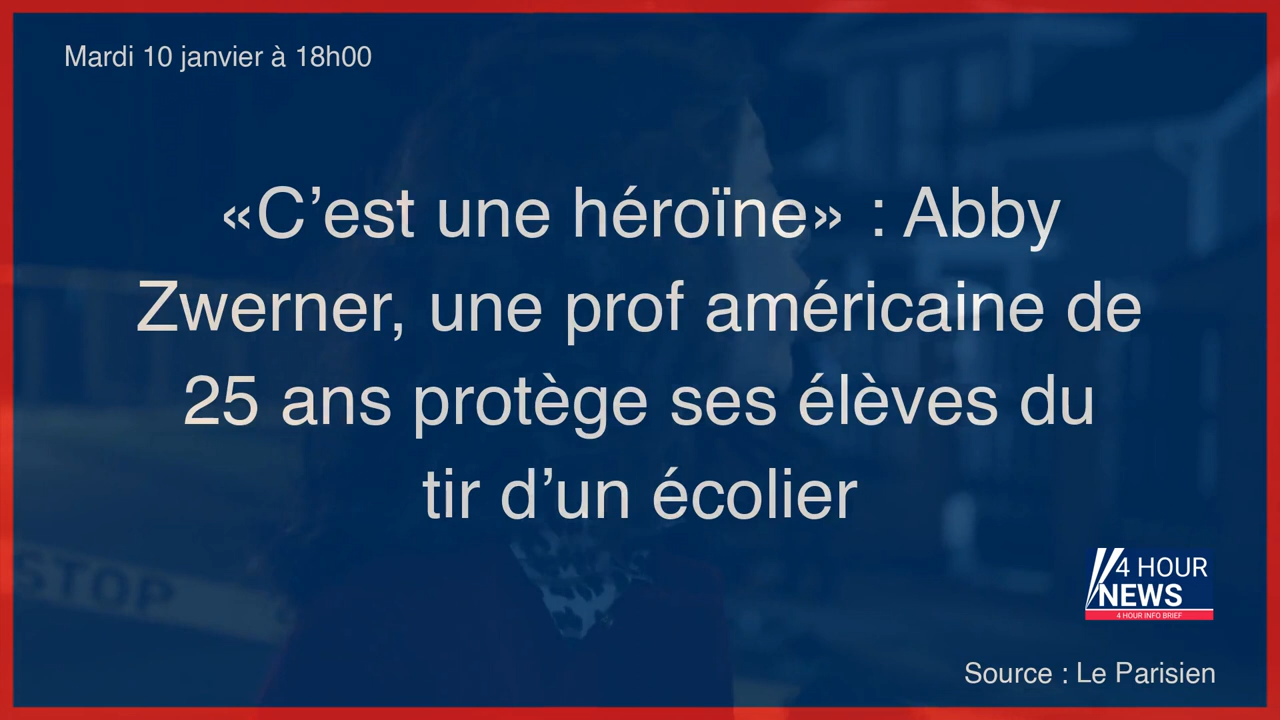 Mardi 10 janvier à 18h00
«C’est une héroïne» : Abby
Zwerner, une prof américaine de
25 ans protège ses élèves du
tir d’un écolier
STOP
4 HOUR
NEWS
4 HOUR INFO BRIEF
Source : Le Parisien